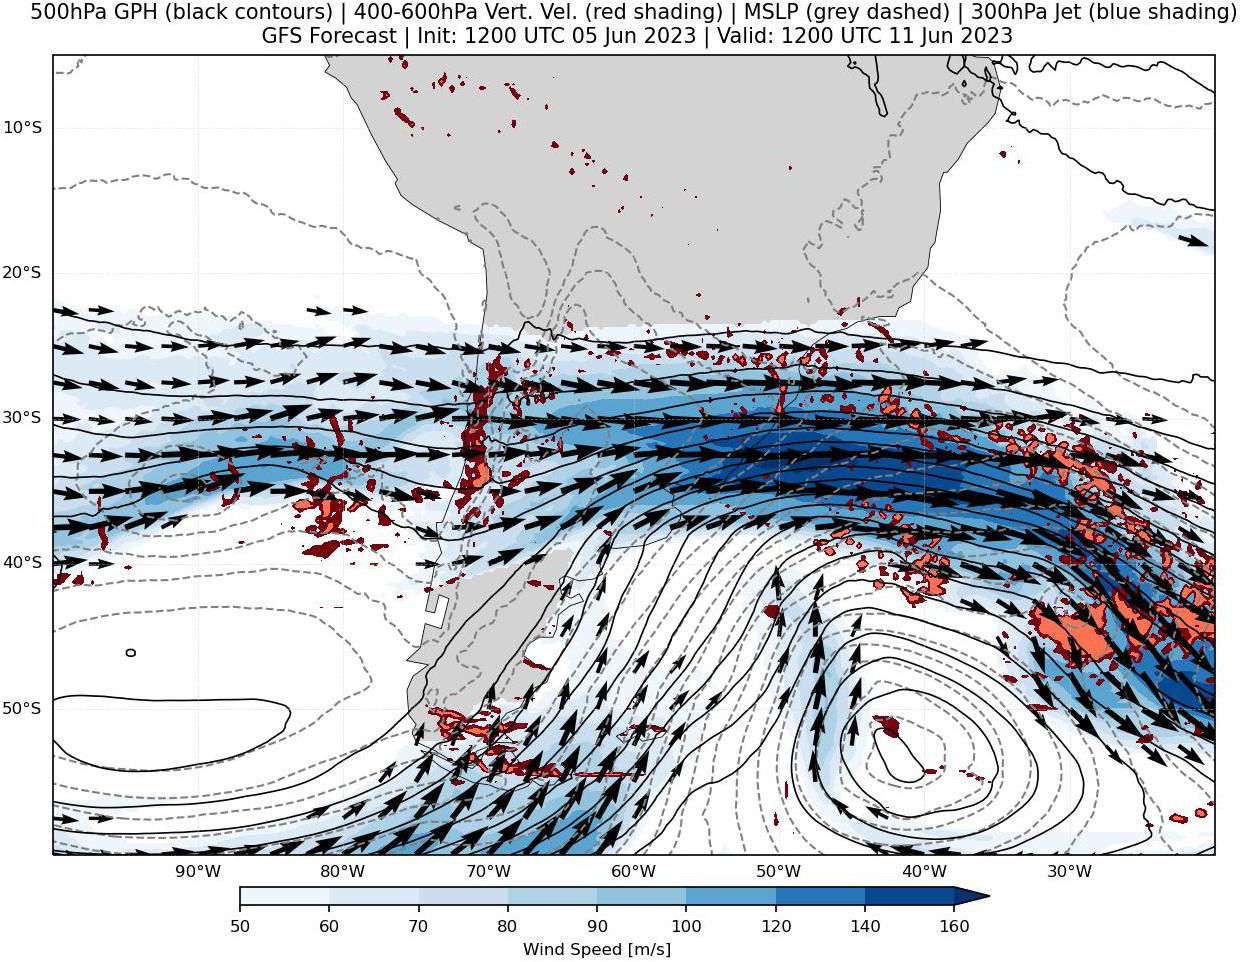 500hPa GPH (black contours) | 400-600hPa Vert. Vel. (red shading) | MSLP (grey dashed) | 300hPa Jet (blue shading)
GFS Forecast | Init: 1200 UTC 05 Jun 2023 | Valid: 1200 UTC 11 Jun 2023
10°S
20°S
30°S
40°S
50°S
90°W 80°W 70°W 60°W 50°W 40°W 30°W
50 60 70 80 90 100 120 140 160
Wind Speed [m/s]